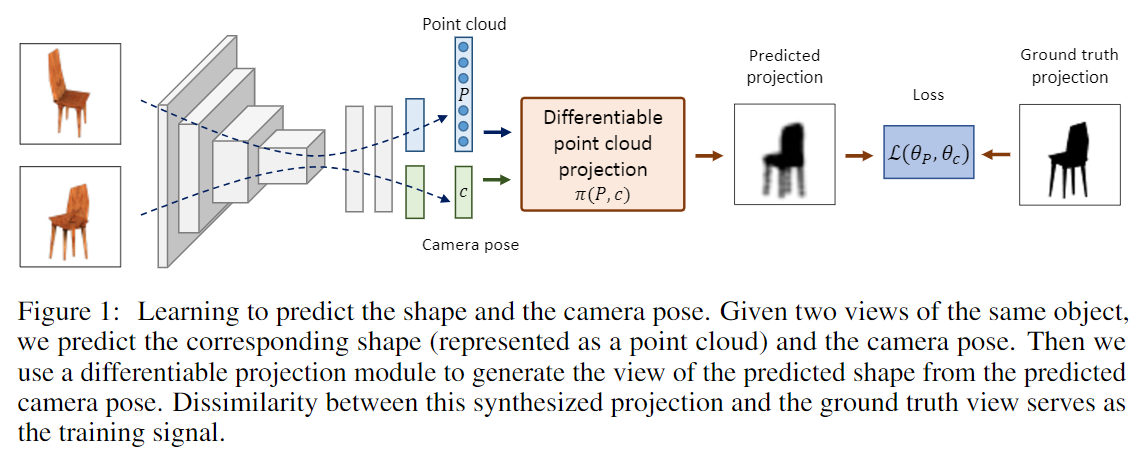 Point cloud
P
c
Camera pose
Differentiable
point cloud
projection
π(P, c)
Predicted
projection
Loss
ℒ(θ_P, θ_c)
Ground truth
projection
Figure 1: Learning to predict the shape and the camera pose. Given two views of the same object,
we predict the corresponding shape (represented as a point cloud) and the camera pose. Then we
use a differentiable projection module to generate the view of the predicted shape from the predicted
camera pose. Dissimilarity between this synthesized projection and the ground truth view serves as
the training signal.